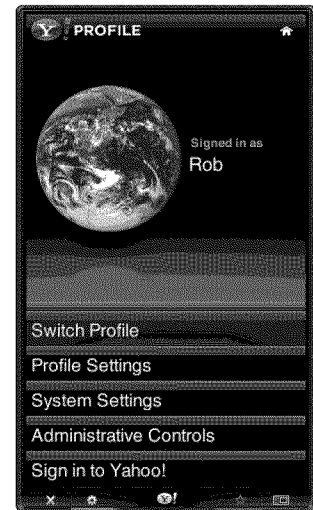 Y! PROFILE
Signed in as
Rob
Switch Profile
Profile Settings
System Settings
Administrative Controls
Sign in to Yahoo!
Y!